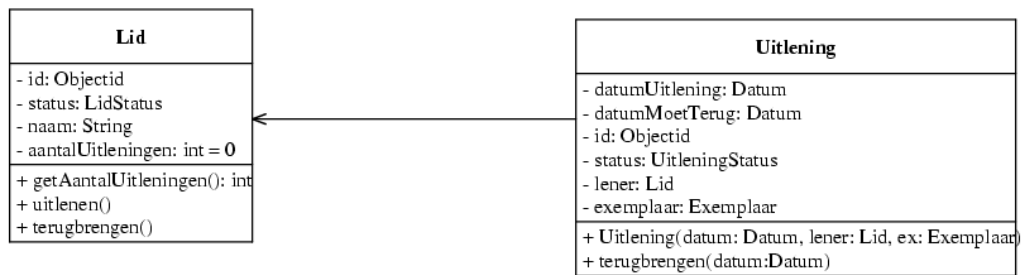 Lid
- id: Objectid
- status: LidStatus
- naam: String
- aantalUitleningen: int = 0
+ getAantalUitleningen(): int
+ uitlenen()
+ terugbrengen()
Uitlening
- datumUitlening: Datum
- datumMoetTerug: Datum
- id: Objectid
- status: UitleningStatus
- lener: Lid
- exemplaar: Exemplaar
+ Uitlening(datum: Datum, lener: Lid, ex: Exemplaar)
+ terugbrengen(datum:Datum)